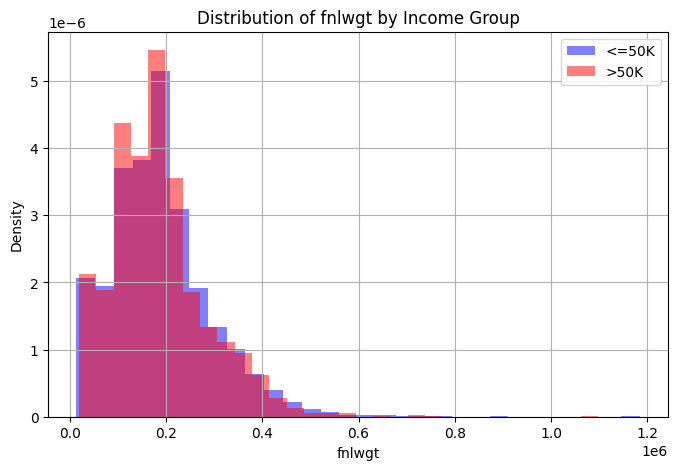 Distribution of fnlwgt by Income Group
1e−6
<=50K
>50K
5
4
3
2
1
0
Density
0.0 0.2 0.4 0.6 0.8 1.0 1.2
1e6
fnlwgt